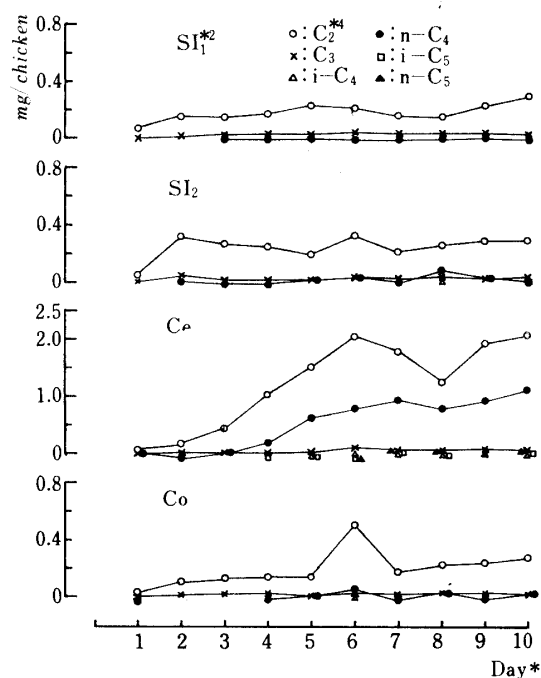 mg/chicken
0.8
0.4
0
SI₁*²
○ : C₂*⁴
× : C₃
△ : i-C₄
● : n-C₄
□ : i-C₅
▲ : n-C₅
SI₂
0.4
0
Ce
2.5
2.0
1.0
0
Co
0.8
0.4
0
1 2 3 4 5 6 7 8 9 10
Day*